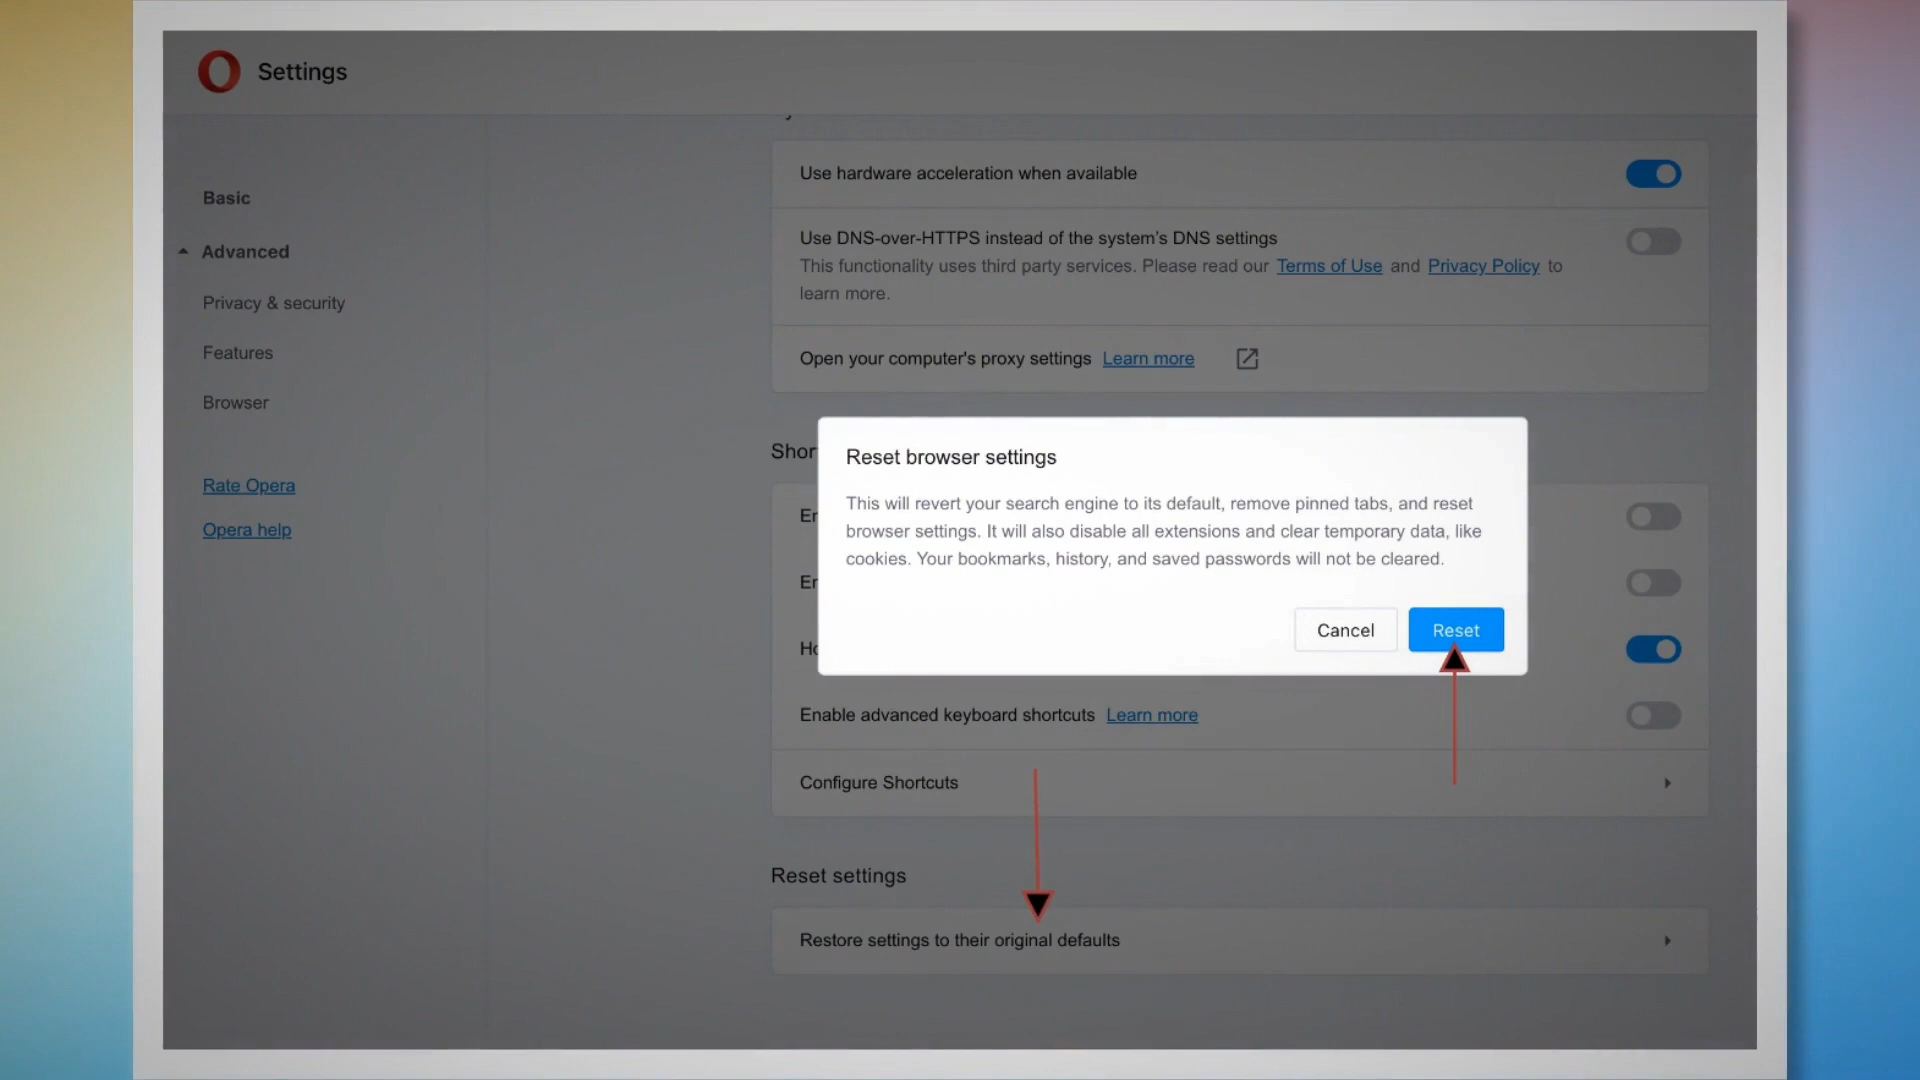 Settings
Basic
Advanced
Privacy & security
Features
Browser
Rate Opera
Opera help
Use hardware acceleration when available
Use DNS-over-HTTPS instead of the system's DNS settings
This functionality uses third party services. Please read our Terms of Use and Privacy Policy to
learn more.
Open your computer's proxy settings Learn more
Reset browser settings
This will revert your search engine to its default, remove pinned tabs, and reset
browser settings. It will also disable all extensions and clear temporary data, like
cookies. Your bookmarks, history, and saved passwords will not be cleared.
Cancel Reset
Enable advanced keyboard shortcuts Learn more
Configure Shortcuts
Reset settings
Restore settings to their original defaults